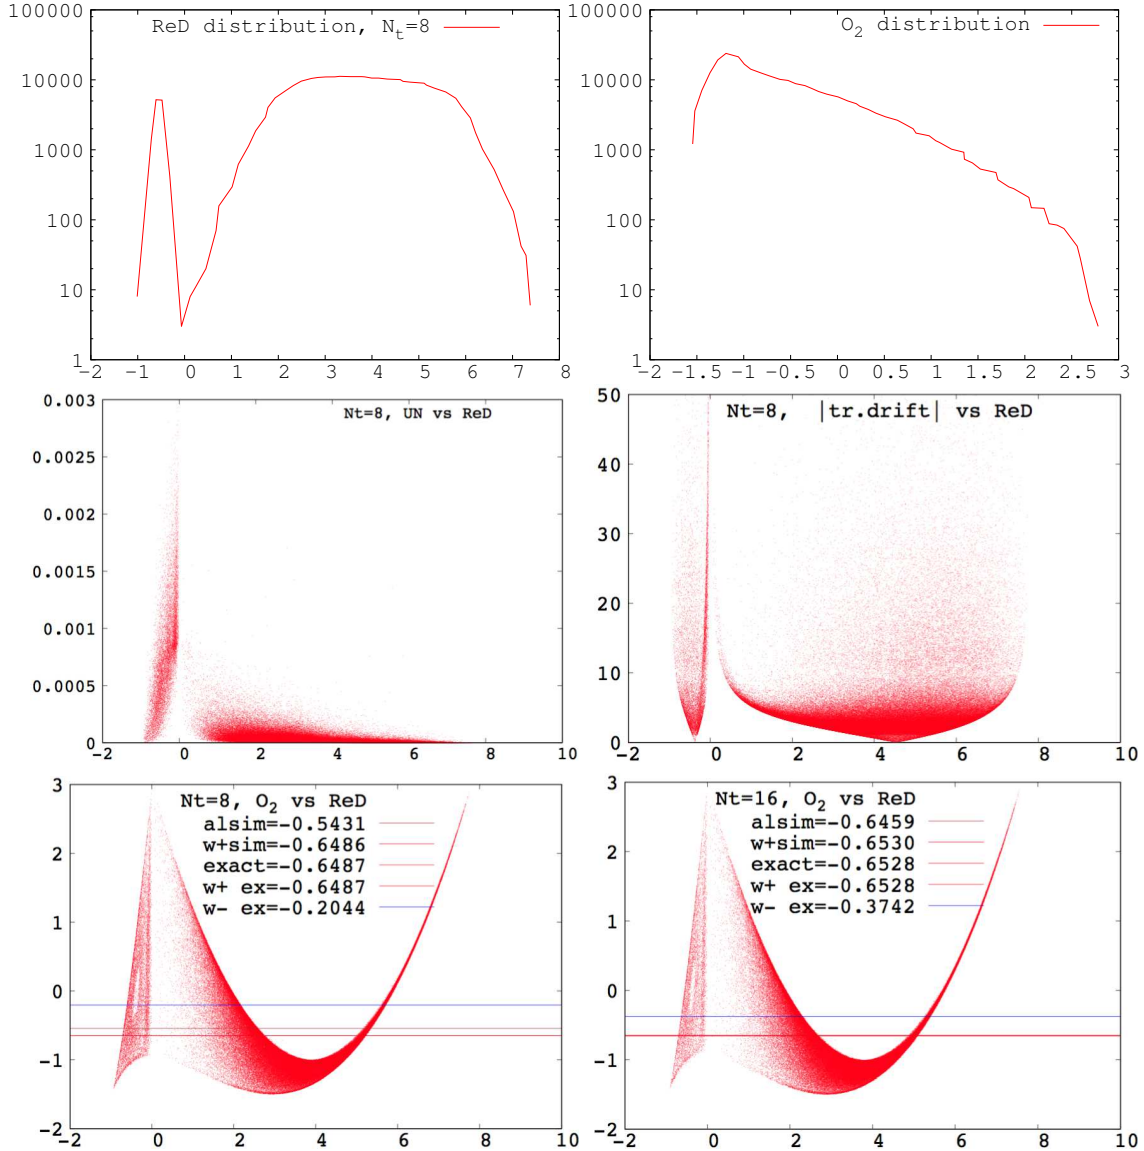 ReD distribution, Nt=8
100000
10000
1000
100
10
1
-2 -1 0 1 2 3 4 5 6 7 8
O2 distribution
100000
10000
1000
100
10
1
-2 -1.5 -1 -0.5 0 0.5 1 1.5 2 2.5 3
Nt=8, UN vs ReD
0.003
0.0025
0.002
0.0015
0.001
0.0005
0
-2 0 2 4 6 8 10
Nt=8, |tr.drift| vs ReD
50
40
30
20
10
0
-2 0 2 4 6 8 10
Nt=8, O2 vs ReD
alsim=-0.5431
w+sim=-0.6486
exact=-0.6487
w+ ex=-0.6487
w- ex=-0.2044
3
2
1
0
-1
-2
-2 0 2 4 6 8 10
Nt=16, O2 vs ReD
alsim=-0.6459
w+sim=-0.6530
exact=-0.6528
w+ ex=-0.6528
w- ex=-0.3742
3
2
1
0
-1
-2
-2 0 2 4 6 8 10